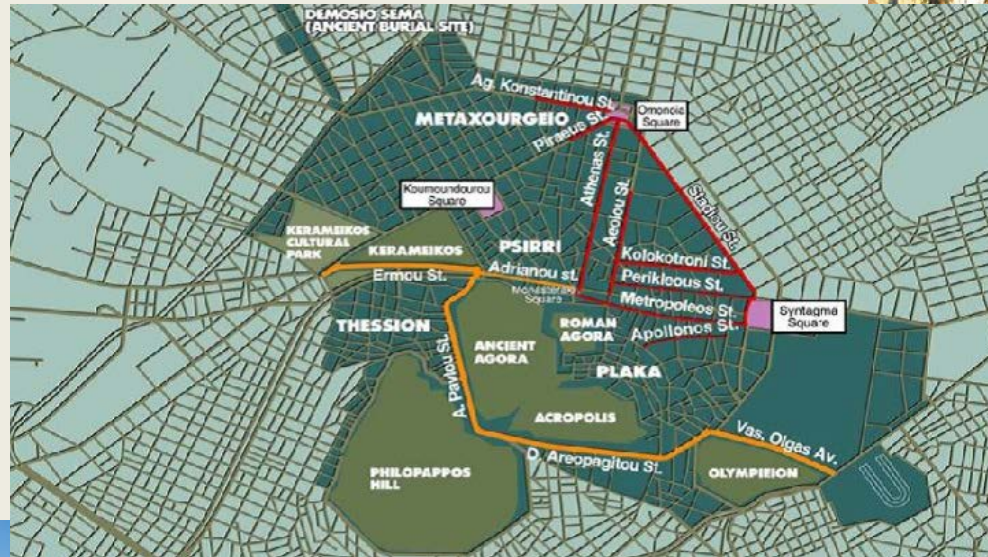 DEMOSIO SEMA
(ANCIENT BURIAL SITE)
Ag. Konstantinou St.
Omonoia
Square
METAXOURGEIO
Piraeus St.
Athenas St.
Aeolou St.
Stadiou St.
Koumoundourou
Square
KERAMEIKOS
CULTURAL
PARK
KERAMEIKOS
PSIRRI
Kolokotroni St.
Ermou St.
Adrianou st.
Perikleous St.
Monasteraki
Square
Metropoleos St.
Syntagma
Square
THESSION
ROMAN
AGORA
Apollonos St.
ANCIENT
AGORA
A. Pavlou St.
PLAKA
ACROPOLIS
Vas. Olgas Av.
D. Areopagitou St.
PHILOPAPPOS
HILL
OLYMPIEION